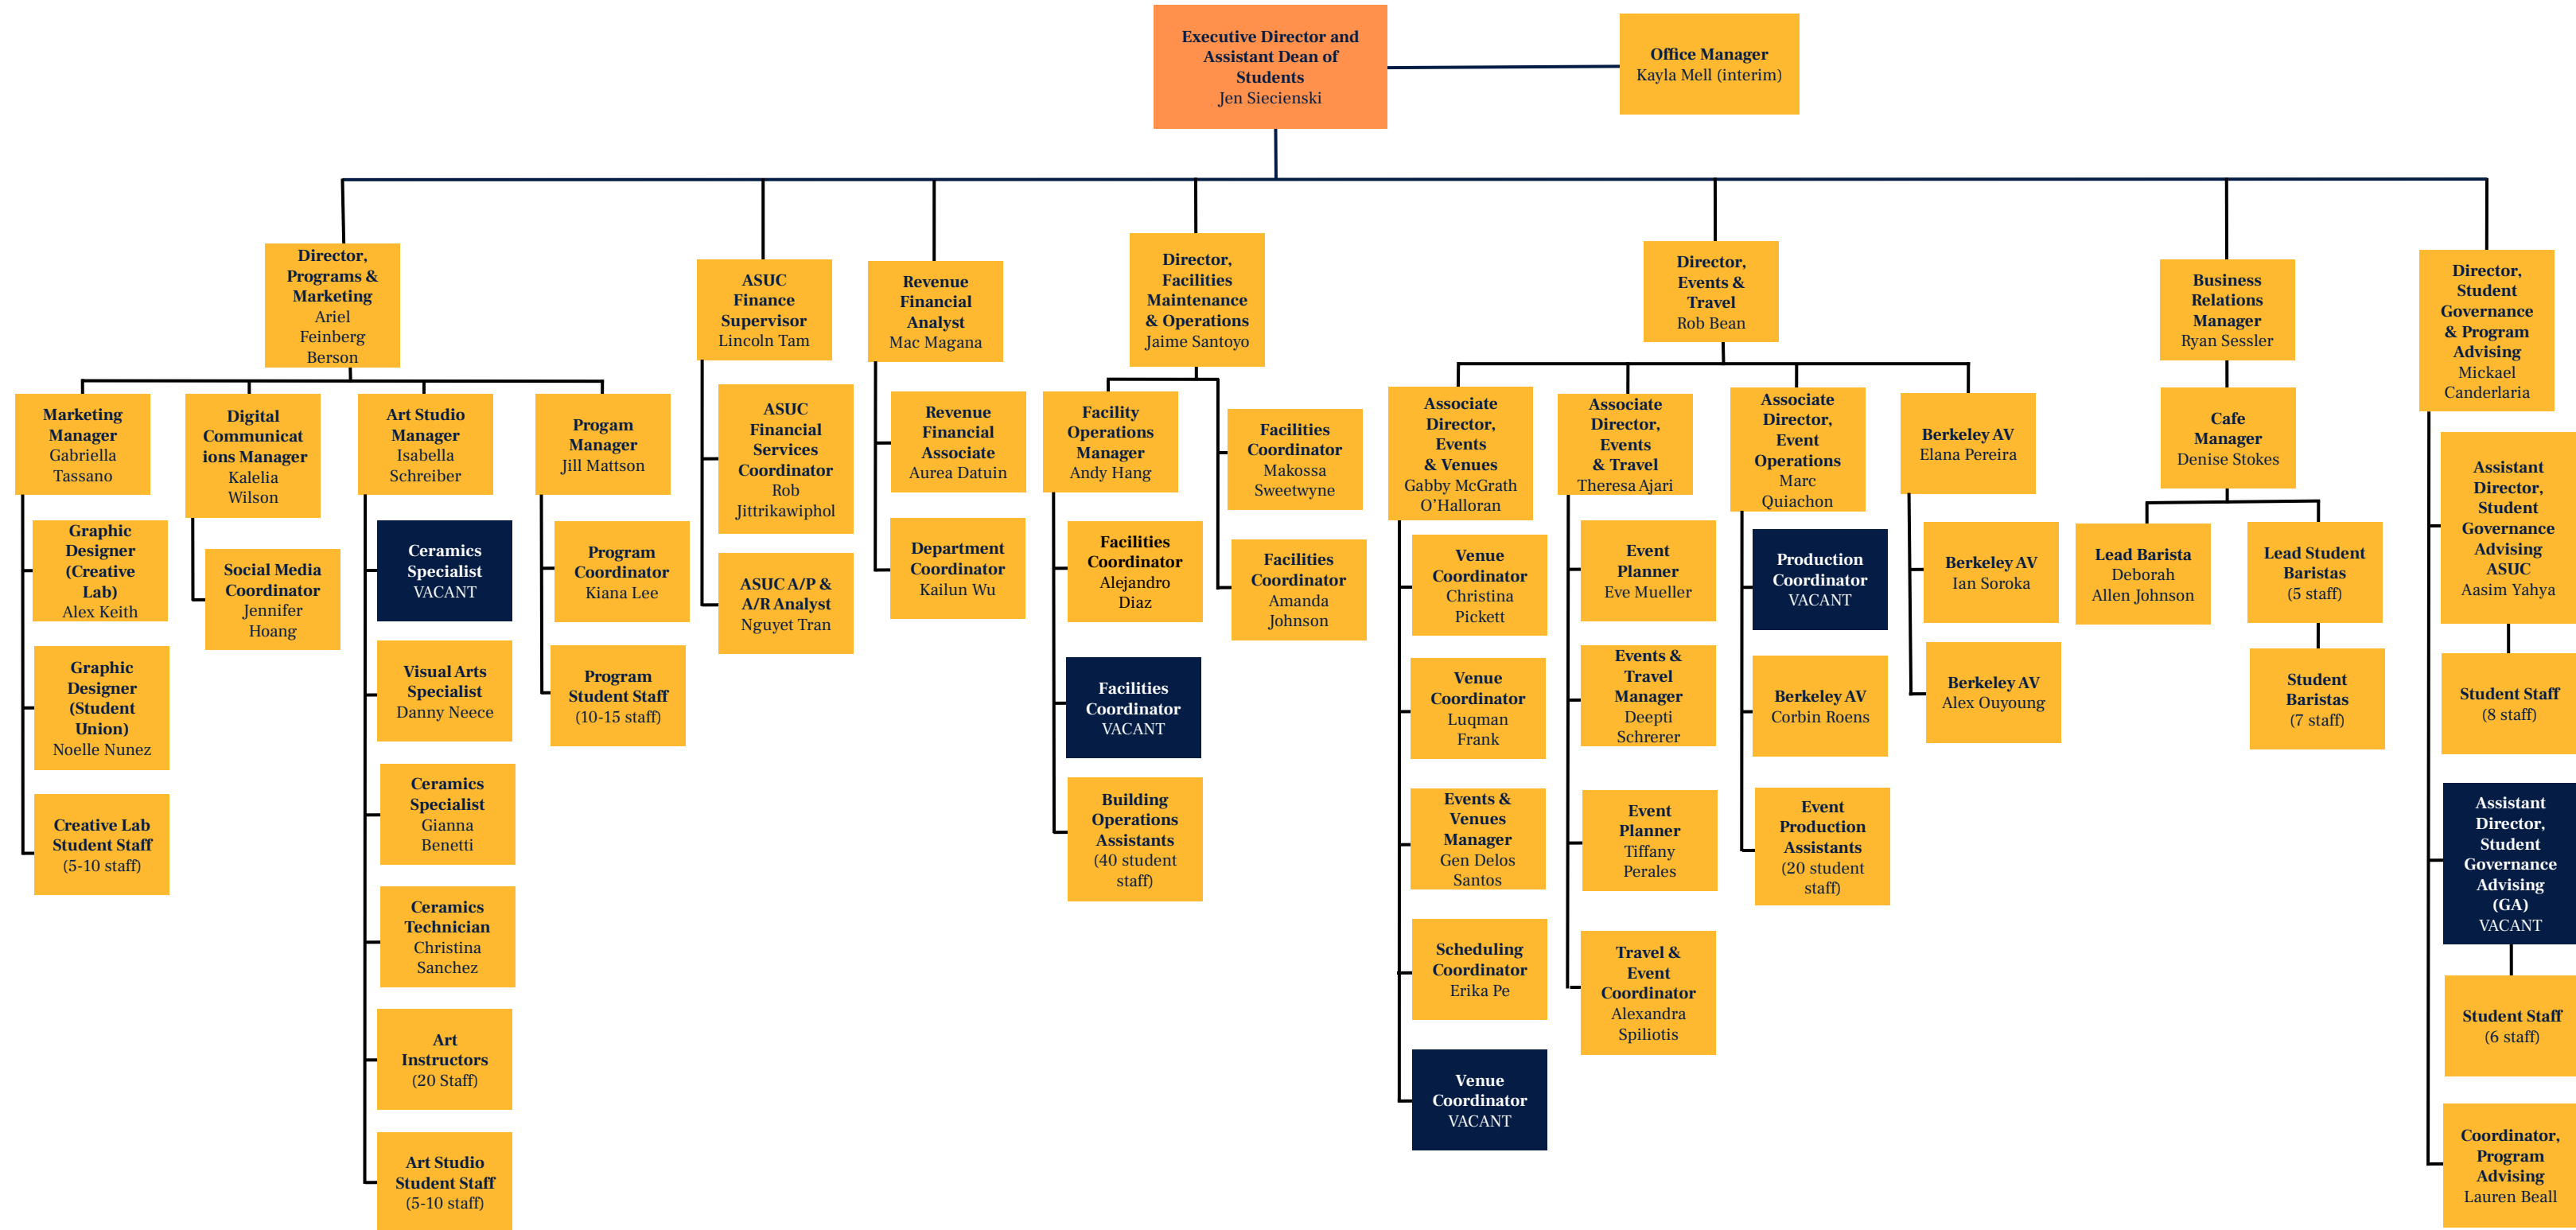 Executive Director and
Assistant Dean of
Students
Jen Siecienski
Office Manager
Kayla Mell (interim)
Director,
Programs &
Marketing
Ariel
Feinberg
Berson
ASUC
Finance
Supervisor
Lincoln Tam
Revenue
Financial
Analyst
Mac Magana
Director,
Facilities
Maintenance
& Operations
Jaime Santoyo
Director,
Events &
Travel
Rob Bean
Business
Relations
Manager
Ryan Sessler
Director,
Student
Governance
& Program
Advising
Mickael
Canderlaria
Marketing
Manager
Gabriella
Tassano
Graphic
Designer
(Creative
Lab)
Alex Keith
Graphic
Designer
(Student
Union)
Noelle Nunez
Creative Lab
Student Staff
(5-10 staff)
Digital
Communicat
ions Manager
Kalelia
Wilson
Social Media
Coordinator
Jennifer
Hoang
Art Studio
Manager
Isabella
Schreiber
Ceramics
Specialist
VACANT
Visual Arts
Specialist
Danny Neece
Ceramics
Specialist
Gianna
Benetti
Ceramics
Technician
Christina
Sanchez
Art
Instructors
(20 Staff)
Art Studio
Student Staff
(5-10 staff)
Progam
Manager
Jill Mattson
Program
Coordinator
Kiana Lee
Program
Student Staff
(10-15 staff)
ASUC
Financial
Services
Coordinator
Rob
Jittrikawiphol
ASUC A/P &
A/R Analyst
Nguyet Tran
Revenue
Financial
Associate
Aurea Datuin
Department
Coordinator
Kailun Wu
Facility
Operations
Manager
Andy Hang
Facilities
Coordinator
Alejandro
Diaz
Facilities
Coordinator
VACANT
Building
Operations
Assistants
(40 student
staff)
Facilities
Coordinator
Makossa
Sweetwyne
Facilities
Coordinator
Amanda
Johnson
Associate
Director,
Events
& Venues
Gabby McGrath
O’Halloran
Venue
Coordinator
Christina
Pickett
Venue
Coordinator
Luqman
Frank
Events &
Venues
Manager
Gen Delos
Santos
Scheduling
Coordinator
Erika Pe
Venue
Coordinator
VACANT
Associate
Director,
Events
& Travel
Theresa Ajari
Event
Planner
Eve Mueller
Events &
Travel
Manager
Deepti
Schrerer
Event
Planner
Tiffany
Perales
Travel &
Event
Coordinator
Alexandra
Spiliotis
Associate
Director,
Event
Operations
Marc
Quiachon
Production
Coordinator
VACANT
Berkeley AV
Corbin Roens
Event
Production
Assistants
(20 student
staff)
Berkeley AV
Elana Pereira
Berkeley AV
Ian Soroka
Berkeley AV
Alex Ouyoung
Cafe
Manager
Denise Stokes
Lead Barista
Deborah
Allen Johnson
Lead Student
Baristas
(5 staff)
Student
Baristas
(7 staff)
Assistant
Director,
Student
Governance
Advising
ASUC
Aasim Yahya
Student Staff
(8 staff)
Assistant
Director,
Student
Governance
Advising
(GA)
VACANT
Student Staff
(6 staff)
Coordinator,
Program
Advising
Lauren Beall